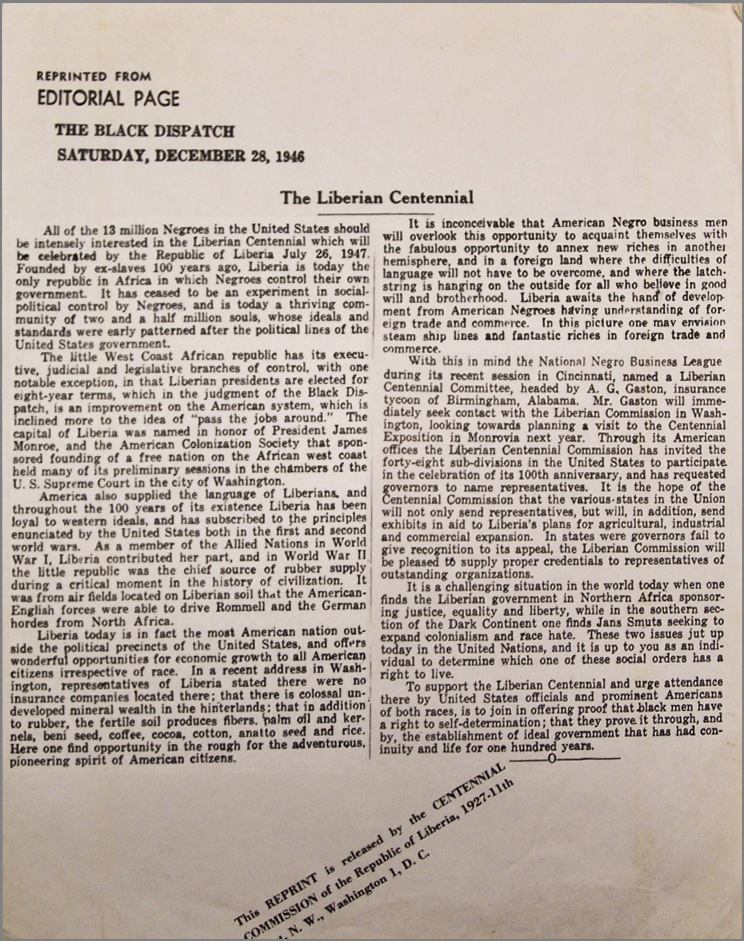 REPRINTED FROM
EDITORIAL PAGE
THE BLACK DISPATCH
SATURDAY, DECEMBER 28, 1946
The Liberian Centennial
All of the 13 million Negroes in the United States should
be intensely interested in the Liberian Centennial which will
be celebrated by the Republic of Liberia July 26, 1947.
Founded by ex-slaves 100 years ago, Liberia is today the
only republic in Africa in which Negroes control their own
government. It has ceased to be an experiment in social-
political control by Negroes, and is today a thriving com-
munity of two and a half million souls, whose ideals and
standards were early patterned after the political lines of the
United States government.
The little West Coast African republic has its execu-
tive, judicial and legislative branches of control, with one
notable exception, in that Liberian presidents are elected for
eight-year terms, which in the judgment of the Black Dis-
patch, is an improvement on the American system, which is
inclined more to the idea of "pass the jobs around." The
capital of Liberia was named in honor of President James
Monroe, and the American Colonization Society that spon-
sored founding of a free nation on the African west coast
held many of its preliminary sessions in the chambers of the
U. S. Supreme Court in the city of Washington.
America also supplied the language of Liberians, and
throughout the 100 years of its existence Liberia has been
loyal to western ideals, and has subscribed to the principles
enunciated by the United States both in the first and second
world wars. As a member of the Allied Nations in World
War I, Liberia contributed her part, and in World War II
the little republic was the chief source of rubber supply
during a critical moment in the history of civilization. It
was from air fields located on Liberian soil that the American-
English forces were able to drive Rommell and the German
hordes from North Africa.
Liberia today is in fact the most American nation out-
side the political precincts of the United States, and offers
wonderful opportunities for economic growth to all American
citizens irrespective of race. In a recent address in Wash-
ington, representatives of Liberia stated there were no
insurance companies located there; that there is colossal un-
developed mineral wealth in the hinterlands; that in addition
to rubber, the fertile soil produces fibers, palm oil and ker-
nels, beni seed, coffee, cocoa, cotton, anatto seed and rice.
Here one find opportunity in the rough for the adventurous,
pioneering spirit of American citizens.
It is inconceivable that American Negro business men
will overlook this opportunity to acquaint themselves with
the fabulous opportunity to annex new riches in another
hemisphere, and in a foreign land where the difficulties of
language will not have to be overcome, and where the latch-
string is hanging on the outside for all who believe in good
will and brotherhood. Liberia awaits the hand of develop-
ment from American Negroes having understanding of for-
eign trade and commerce. In this picture one may envision
steam ship lines and fantastic riches in foreign trade and
commerce.
With this in mind the National Negro Business League
during its recent session in Cincinnati, named a Liberian
Centennial Committee, headed by A. G. Gaston, insurance
tycoon of Birmingham, Alabama. Mr. Gaston will imme-
diately seek contact with the Liberian Commission in Wash-
ington, looking towards planning a visit to the Centennial
Exposition in Monrovia next year. Through its American
offices the Liberian Centennial Commission has invited the
forty-eight sub-divisions in the United States to participate
in the celebration of its 100th anniversary, and has requested
governors to name representatives. It is the hope of the
Centennial Commission that the various states in the Union
will not only send representatives, but will, in addition, send
exhibits in aid to Liberia's plans for agricultural, industrial
and commercial expansion. In states were governors fail to
give recognition to its appeal, the Liberian Commission will
be pleased to supply proper credentials to representatives of
outstanding organizations.
It is a challenging situation in the world today when one
finds the Liberian government in Northern Africa sponsor-
ing justice, equality and liberty, while in the southern sec-
tion of the Dark Continent one finds Jans Smuts seeking to
expand colonialism and race hate. These two issues jut up
today in the United Nations, and it is up to you as an indi-
vidual to determine which one of these social orders has a
right to live.
To support the Liberian Centennial and urge attendance
there by United States officials and prominent Americans
of both races, is to join in offering proof that black men have
a right to self-determination; that they prove it through, and
by, the establishment of ideal government that has had con-
inuity and life for one hundred years.
This REPRINT is released by the CENTENNIAL
COMMISSION of the Republic of Liberia, 1927-11th
N. W., Washington 1, D. C.